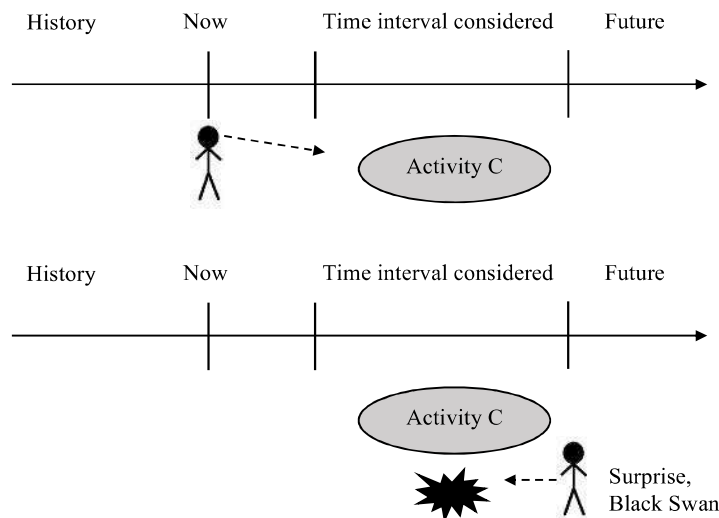 History Now Time interval considered Future
Activity C
History Now Time interval considered Future
Activity C
Surprise,
Black Swan